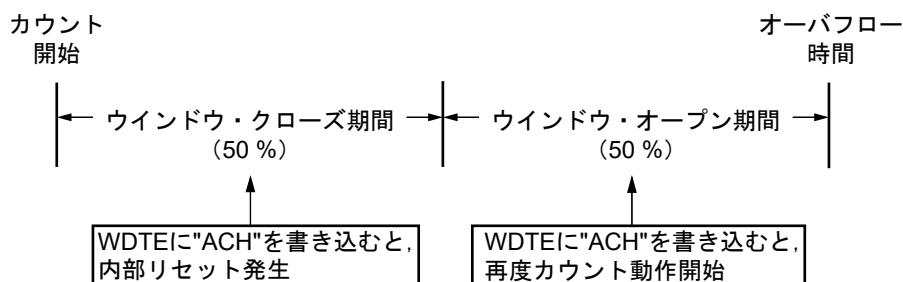 カウント
開始
オーバフロー
時間
ウインドウ・クローズ期間
（50 %）
ウインドウ・オープン期間
（50 %）
WDTEに"ACH"を書き込むと,
内部リセット発生
WDTEに"ACH"を書き込むと,
再度カウント動作開始